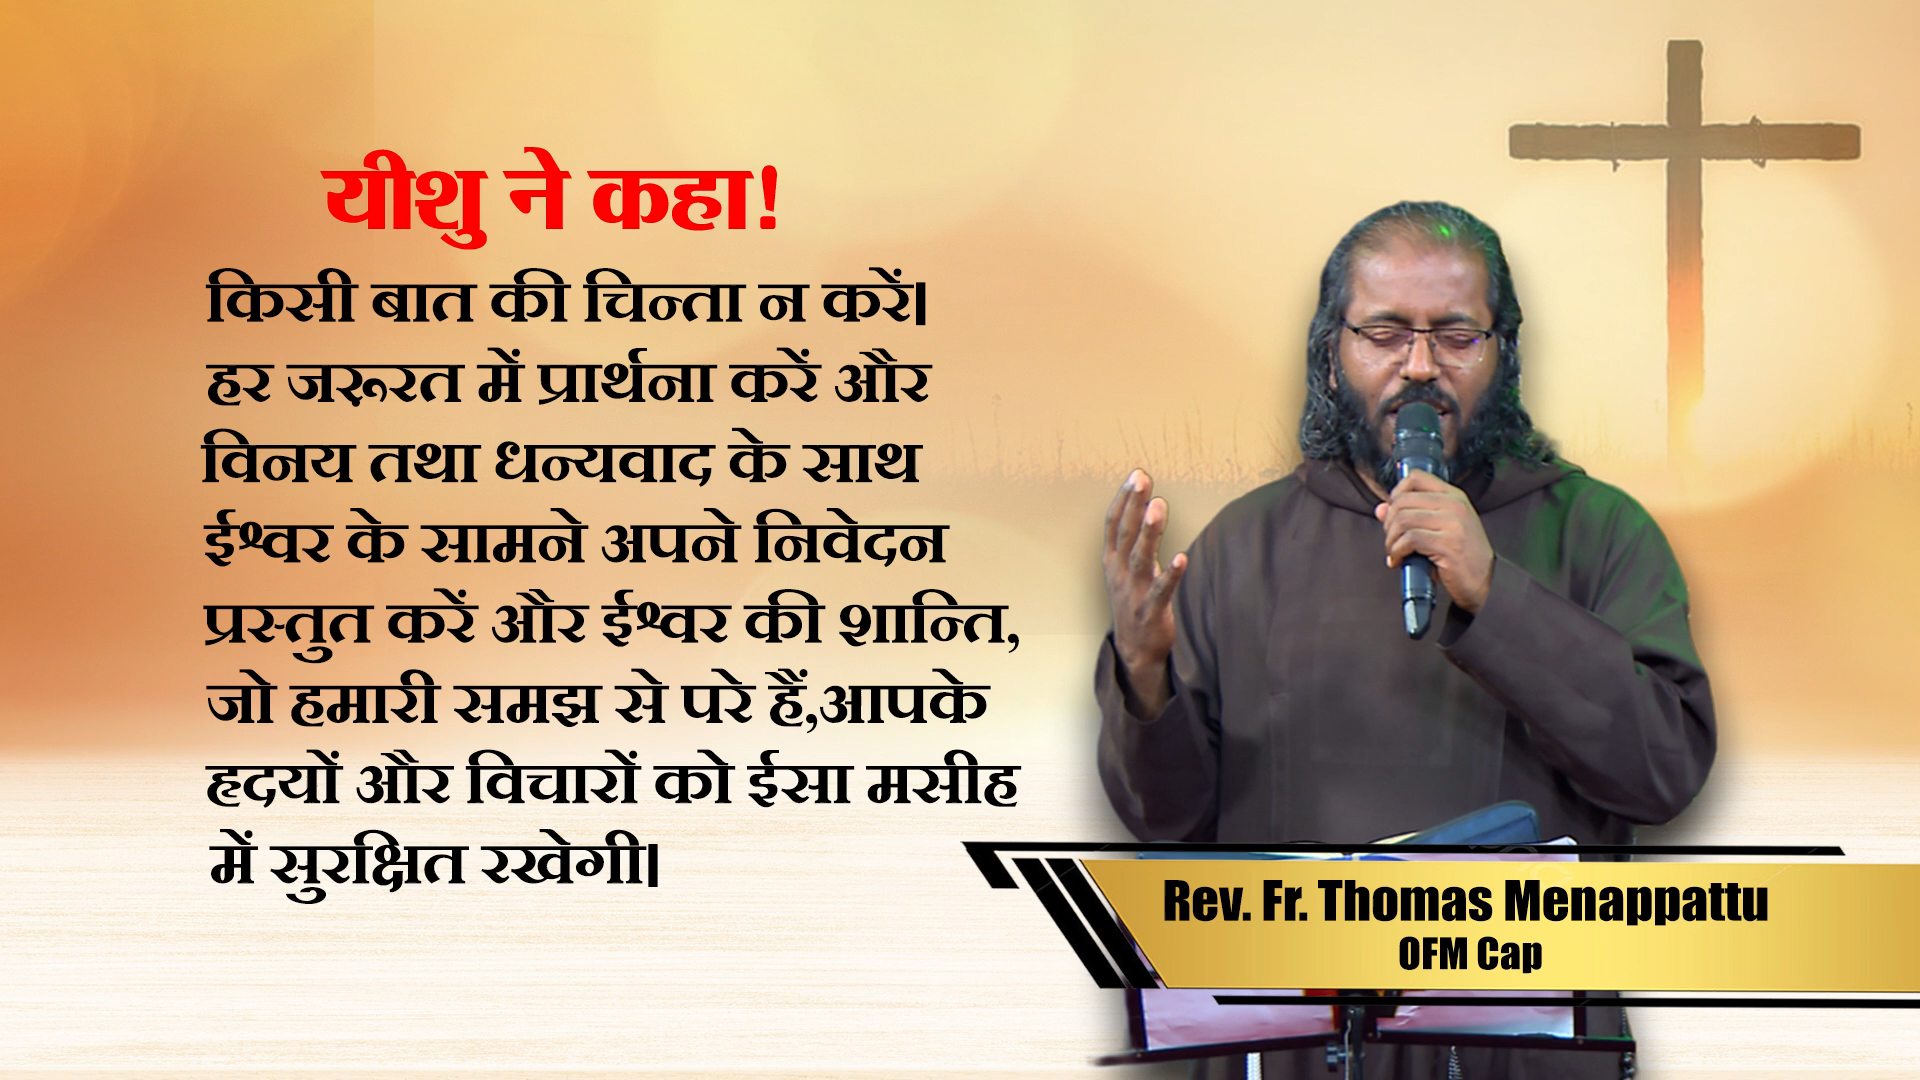 यीशु ने कहा!
किसी बात की चिन्ता न करें।
हर जरूरत में प्रार्थना करें और
विनय तथा धन्यवाद के साथ
ईश्वर के सामने अपने निवेदन
प्रस्तुत करें और ईश्वर की शान्ति,
जो हमारी समझ से परे हैं,आपके
हृदयों और विचारों को ईसा मसीह
में सुरक्षित रखेगी।
Rev. Fr. Thomas Menappattu
OFM Cap